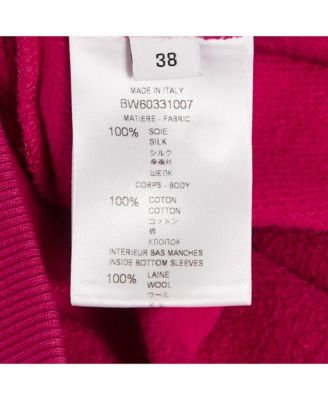 38
MADE IN ITALY
BW60331007
MATIERE - FABRIC
100% SOIE
SILK
シルク
ШЕЛК
CORPS - BODY
100% COTON
COTTON
コットン
棉
ХЛОПОК
INTERIEUR BAS MANCHES
INSIDE BOTTOM SLEEVES
100% LAINE
WOOL
ウール